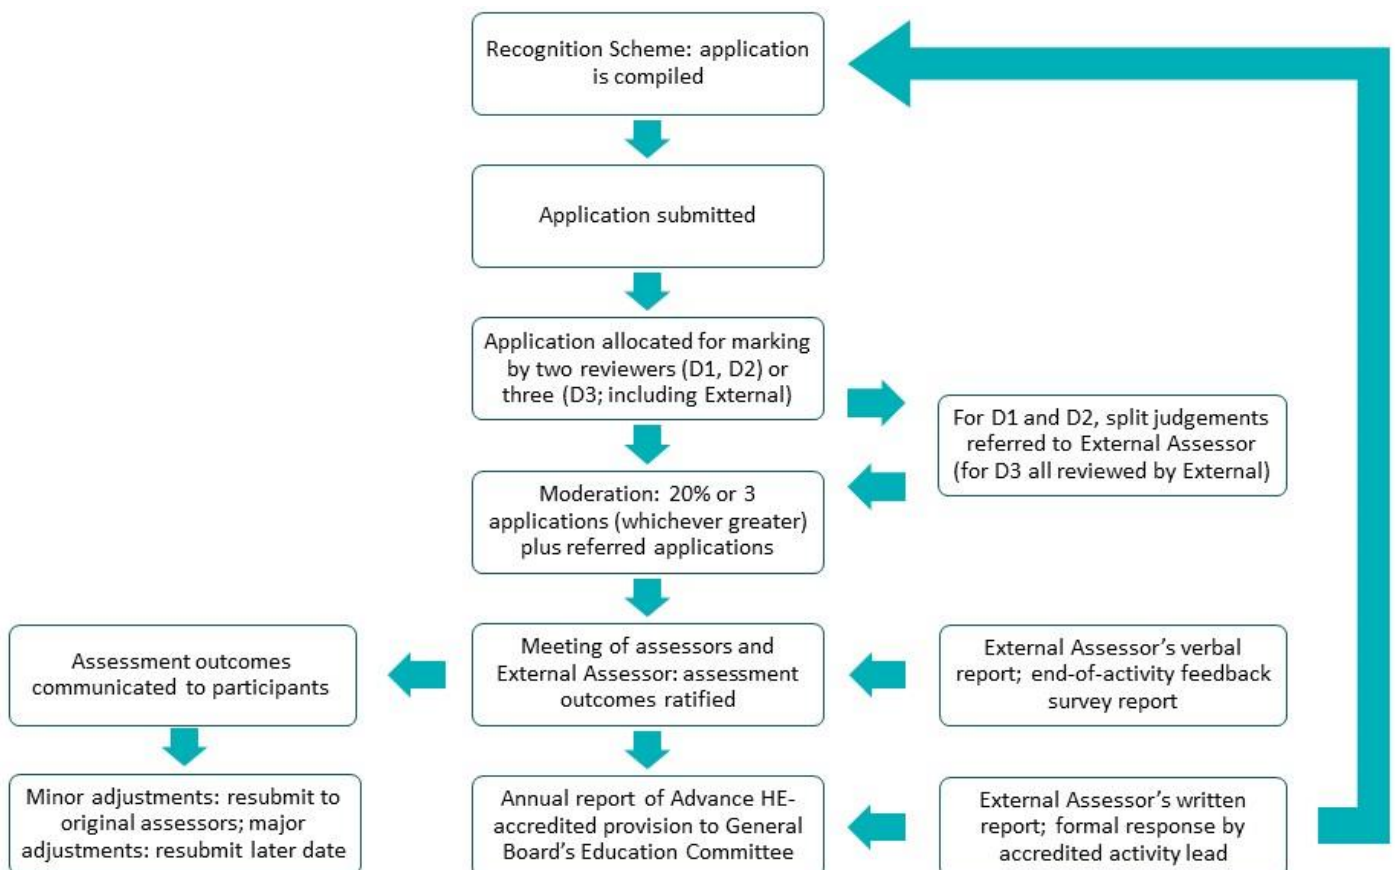 Recognition Scheme: application
is compiled
Application submitted
Application allocated for marking
by two reviewers (D1, D2) or
three (D3; including External)
For D1 and D2, split judgements
referred to External Assessor
(for D3 all reviewed by External)
Moderation: 20% or 3
applications (whichever greater)
plus referred applications
Meeting of assessors and
External Assessor: assessment
outcomes ratified
External Assessor's verbal
report; end-of-activity feedback
survey report
Assessment outcomes
communicated to participants
Minor adjustments: resubmit to
original assessors; major
adjustments: resubmit later date
Annual report of Advance HE-
accredited provision to General
Board's Education Committee
External Assessor's written
report; formal response by
accredited activity lead